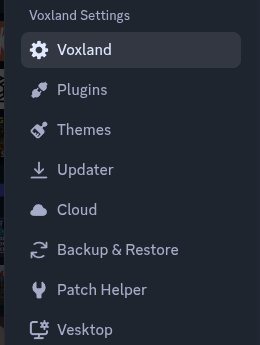 Voxland Settings
Voxland
Plugins
Themes
Updater
Cloud
Backup & Restore
Patch Helper
Vesktop